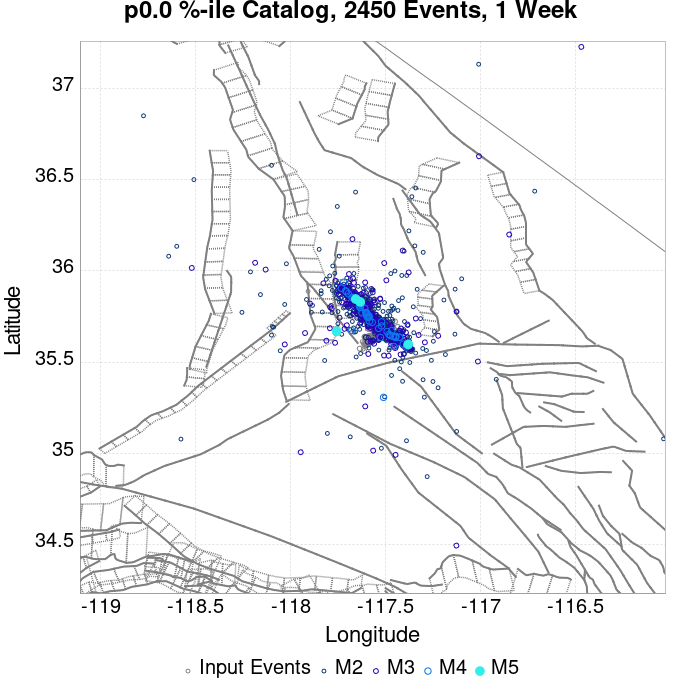 p0.0 %-ile Catalog, 2450 Events, 1 Week
37
36.5
36
35.5
35
34.5
Latitude
-119 -118.5 -118 -117.5 -117 -116.5
Longitude
Input Events M2 M3 M4 M5